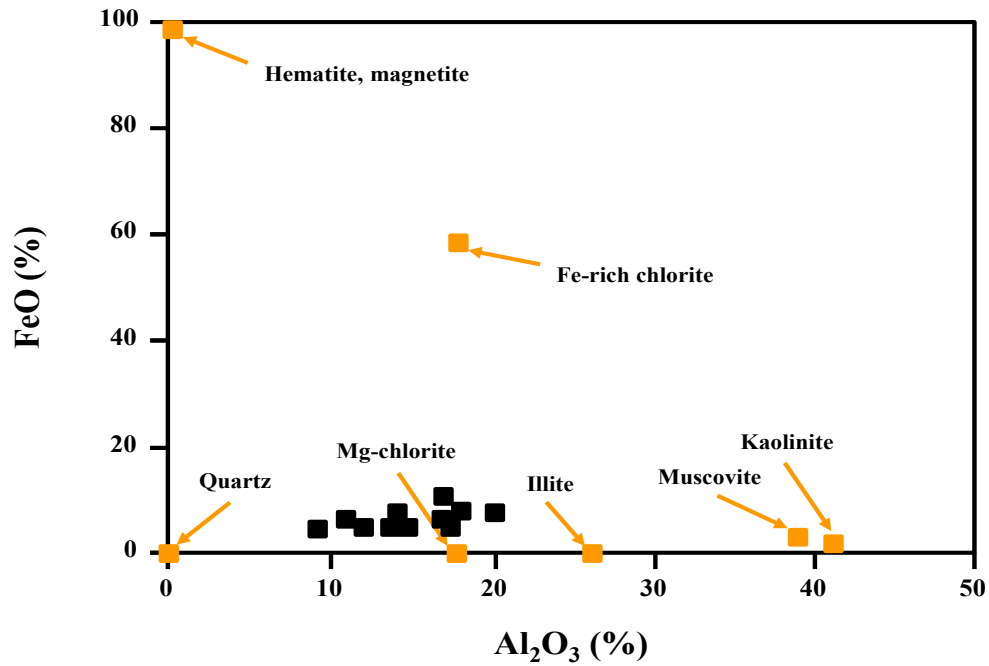 100
Hematite, magnetite
80
FeO (%)
60
Fe-rich chlorite
40
20
Kaolinite
Mg-chlorite
Muscovite
Quartz
Illite
0
0 10 20 30 40 50
Al₂O₃ (%)